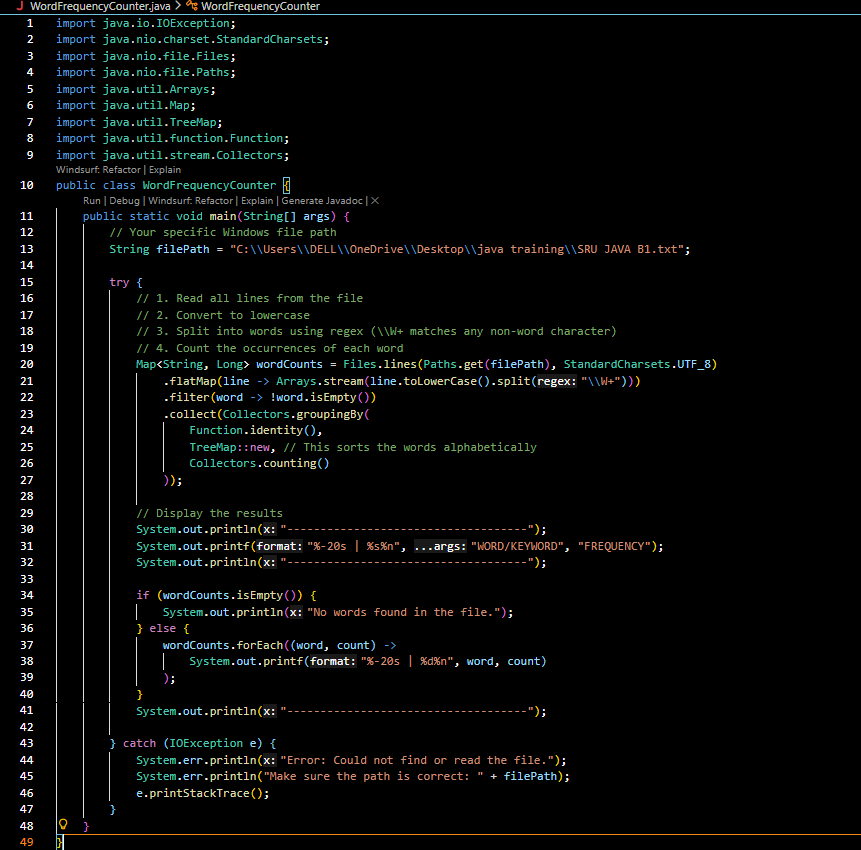 WordFrequencyCounter.java > WordFrequencyCounter
1 import java.io.IOException;
2 import java.nio.charset.StandardCharsets;
3 import java.nio.file.Files;
4 import java.nio.file.Paths;
5 import java.util.Arrays;
6 import java.util.Map;
7 import java.util.TreeMap;
8 import java.util.function.Function;
9 import java.util.stream.Collectors;
Windsurf: Refactor | Explain
10 public class WordFrequencyCounter {
Run | Debug | Windsurf: Refactor | Explain | Generate Javadoc | ×
11 public static void main(String[] args) {
12 // Your specific Windows file path
13 String filePath = "C:\\Users\\DELL\\OneDrive\\Desktop\\java training\\SRU JAVA B1.txt";
14
15 try {
16 // 1. Read all lines from the file
17 // 2. Convert to lowercase
18 // 3. Split into words using regex (\\W+ matches any non-word character)
19 // 4. Count the occurrences of each word
20 Map<String, Long> wordCounts = Files.lines(Paths.get(filePath), StandardCharsets.UTF_8)
21 .flatMap(line -> Arrays.stream(line.toLowerCase().split(regex: "\\W+")))
22 .filter(word -> !word.isEmpty())
23 .collect(Collectors.groupingBy(
24 Function.identity(),
25 TreeMap::new, // This sorts the words alphabetically
26 Collectors.counting()
27 ));
28
29 // Display the results
30 System.out.println(x: "------------------------------------");
31 System.out.printf(format: "%-20s | %s%n", ...args: "WORD/KEYWORD", "FREQUENCY");
32 System.out.println(x: "------------------------------------");
33
34 if (wordCounts.isEmpty()) {
35 System.out.println(x: "No words found in the file.");
36 } else {
37 wordCounts.forEach((word, count) ->
38 System.out.printf(format: "%-20s | %d%n", word, count)
39 );
40 }
41 System.out.println(x: "------------------------------------");
42
43 } catch (IOException e) {
44 System.err.println(x: "Error: Could not find or read the file.");
45 System.err.println("Make sure the path is correct: " + filePath);
46 e.printStackTrace();
47 }
48 }
49 }